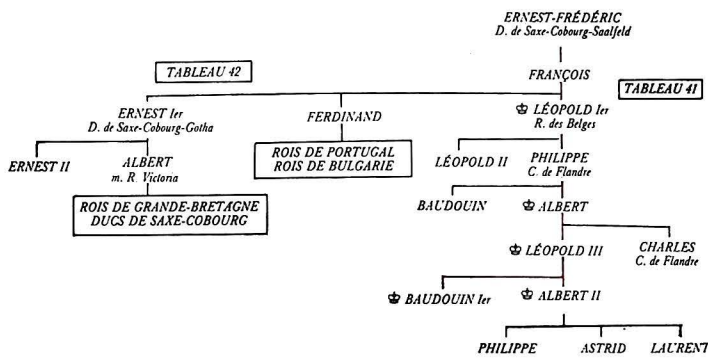 ERNEST-FRÉDÉRIC
D. de Saxe-Cobourg-Saalfeld
TABLEAU 42
FRANÇOIS
TABLEAU 41
ERNEST Ier
D. de Saxe-Cobourg-Gotha
FERDINAND
LÉOPOLD Ier
R. des Belges
ERNEST II
ALBERT
m. R. Victoria
ROIS DE PORTUGAL
ROIS DE BULGARIE
LÉOPOLD II
PHILIPPE
C. de Flandre
ROIS DE GRANDE-BRETAGNE
DUCS DE SAXE-COBOURG
BAUDOUIN
ALBERT
LÉOPOLD III
CHARLES
C. de Flandre
BAUDOUIN Ier
ALBERT II
PHILIPPE
ASTRID
LAURENT